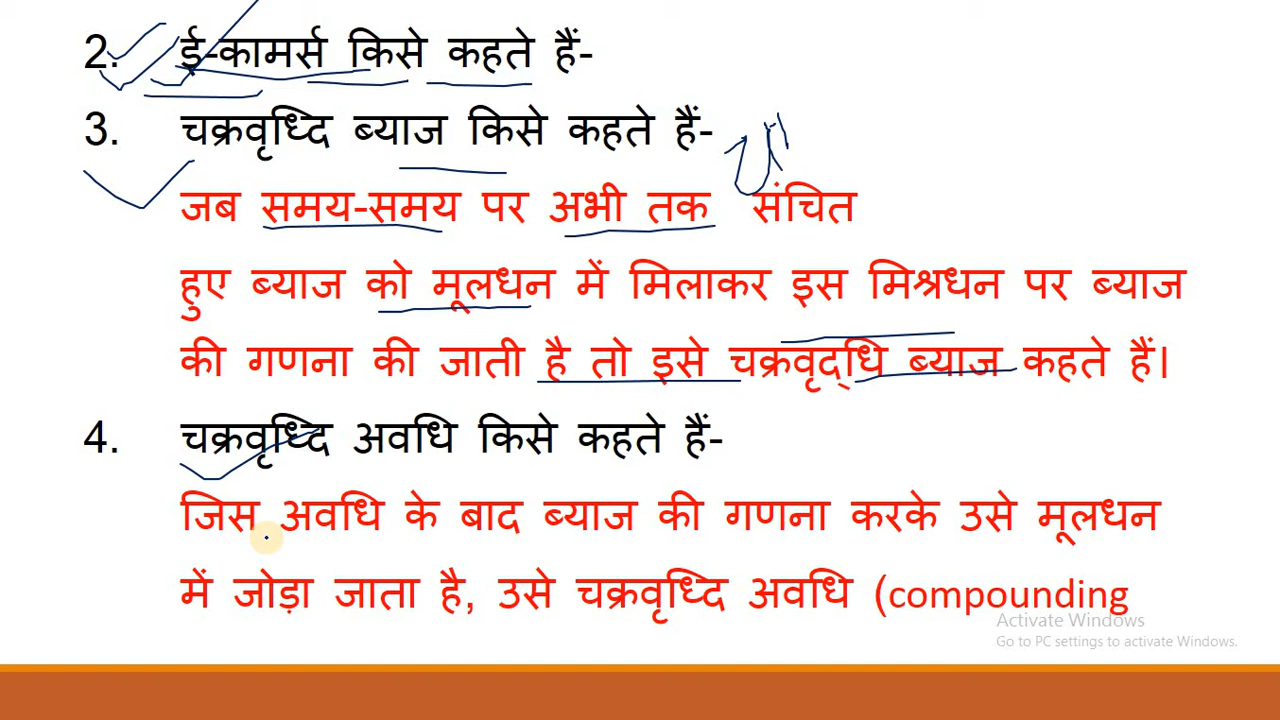 2. ई-कामर्स किसे कहते हैं-
3. चक्रवृध्दि ब्याज किसे कहते हैं-
जब समय-समय पर अभी तक संचित
हुए ब्याज को मूलधन में मिलाकर इस मिश्रधन पर ब्याज
की गणना की जाती है तो इसे चक्रवृद्‌धि ब्याज कहते हैं।
4. चक्रवृध्दि अवधि किसे कहते हैं-
जिस अवधि के बाद ब्याज की गणना करके उसे मूलधन
में जोड़ा जाता है, उसे चक्रवृध्दि अवधि (compounding
Activate Windows
Go to PC settings to activate Windows.